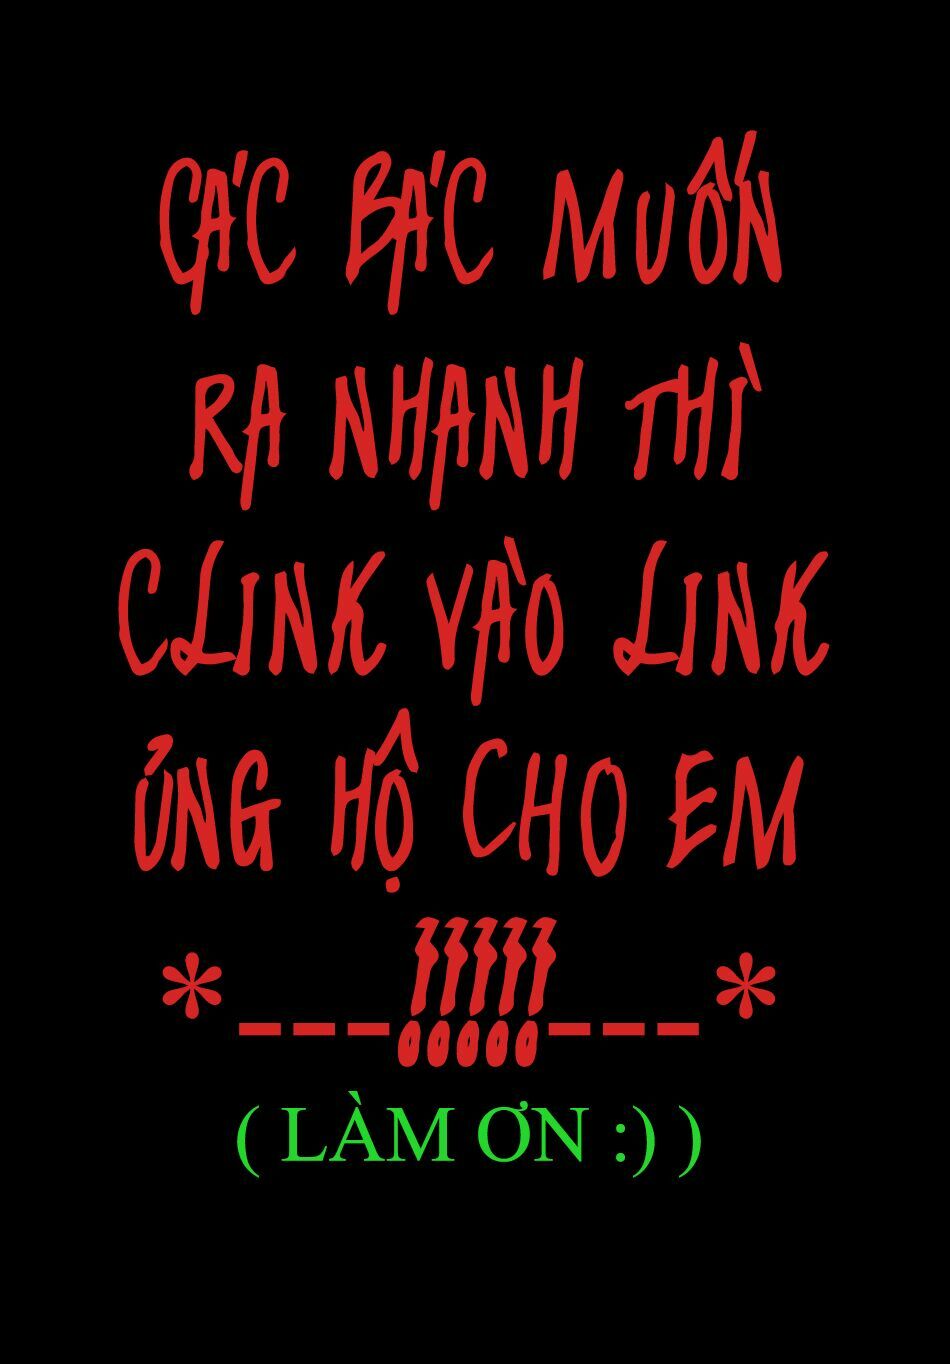 CÁC BÁC MUỐN
RA NHANH THÌ
CLINK VÀO LINK
ỦNG HỘ CHO EM
*---!!!!!---*
( LÀM ƠN :) )